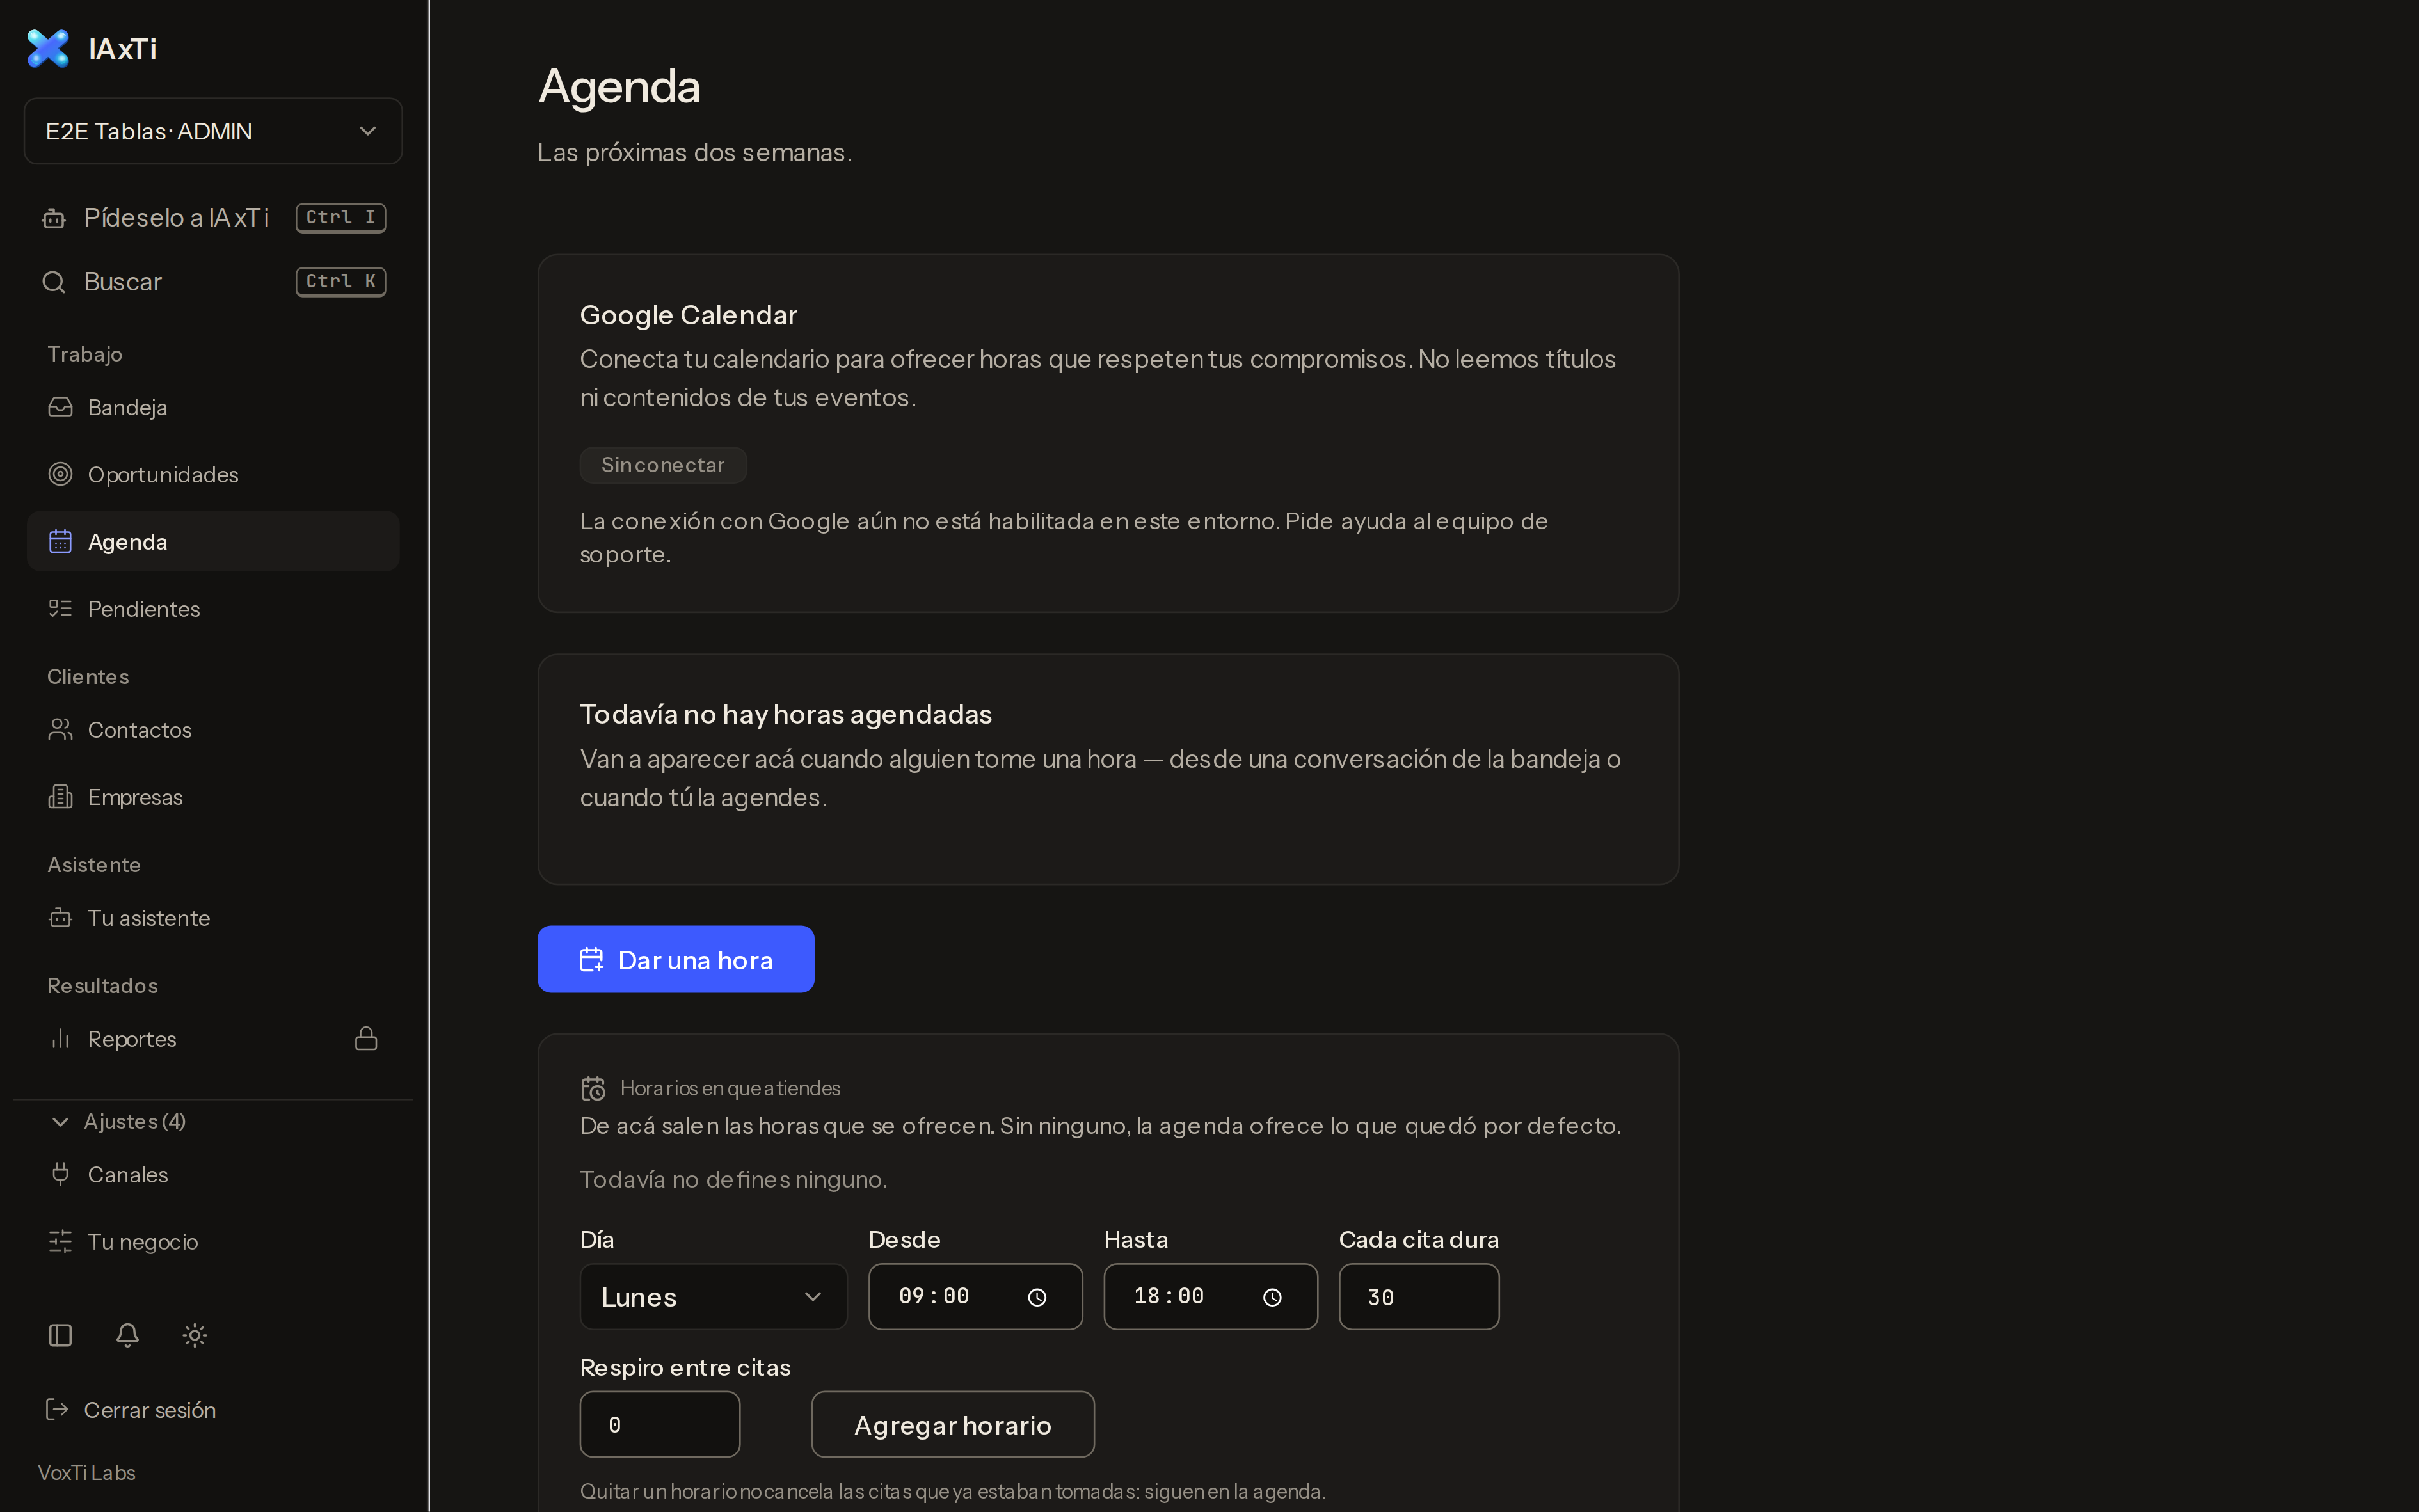 IAxTi
E2E Tablas · ADMIN
Pídeselo a IAxTi
Ctrl I
Buscar
Ctrl K
Trabajo
Bandeja
Oportunidades
Agenda
Pendientes
Clientes
Contactos
Empresas
Asistente
Tu asistente
Resultados
Reportes
Ajustes (4)
Canales
Tu negocio
Cerrar sesión
VoxTi Labs
Agenda
Las próximas dos semanas.
Google Calendar
Conecta tu calendario para ofrecer horas que respeten tus compromisos. No leemos títulos
ni contenidos de tus eventos.
Sin conectar
La conexión con Google aún no está habilitada en este entorno. Pide ayuda al equipo de
soporte.
Todavía no hay horas agendadas
Van a aparecer acá cuando alguien tome una hora — desde una conversación de la bandeja o
cuando tú la agendes.
Dar una hora
Horarios en que atiendes
De acá salen las horas que se ofrecen. Sin ninguno, la agenda ofrece lo que quedó por defecto.
Todavía no defines ninguno.
Día
Desde
Hasta
Cada cita dura
Lunes
09:00
18:00
30
Respiro entre citas
0
Agregar horario
Quitar un horario no cancela las citas que ya estaban tomadas: siguen en la agenda.